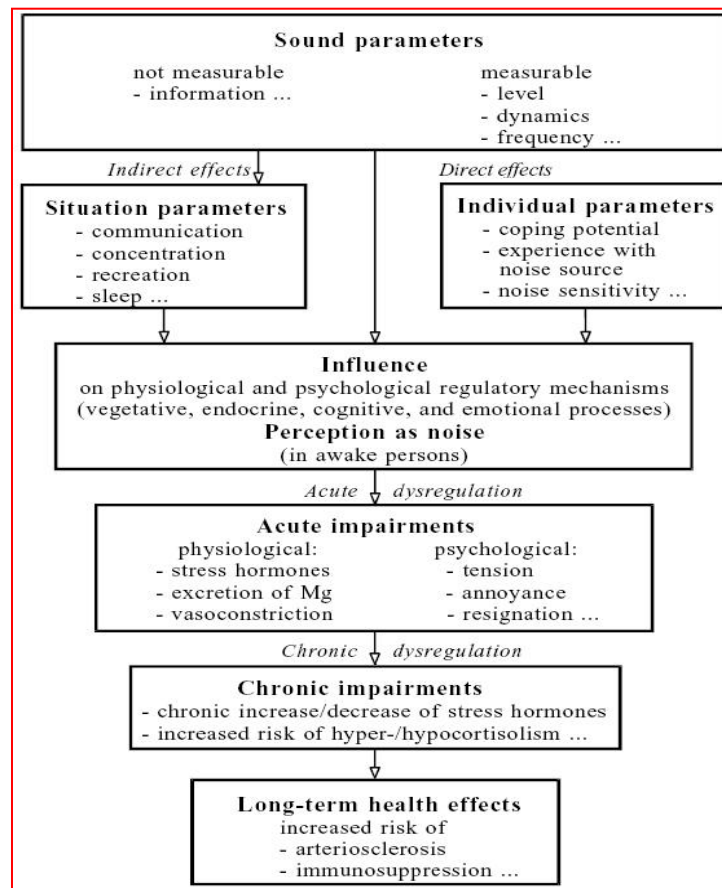 Sound parameters
not measurable
- information ...
measurable
- level
- dynamics
- frequency ...
Indirect effects
Direct effects
Situation parameters
- communication
- concentration
- recreation
- sleep ...
Individual parameters
- coping potential
- experience with
noise source
- noise sensitivity ...
Influence
on physiological and psychological regulatory mechanisms
(vegetative, endocrine, cognitive, and emotional processes)
Perception as noise
(in awake persons)
Acute dysregulation
Acute impairments
physiological:
- stress hormones
- excretion of Mg
- vasoconstriction
psychological:
- tension
- annoyance
- resignation ...
Chronic dysregulation
Chronic impairments
- chronic increase/decrease of stress hormones
- increased risk of hyper-/hypocortisolism ...
Long-term health effects
increased risk of
- arteriosclerosis
- immunosuppression ...